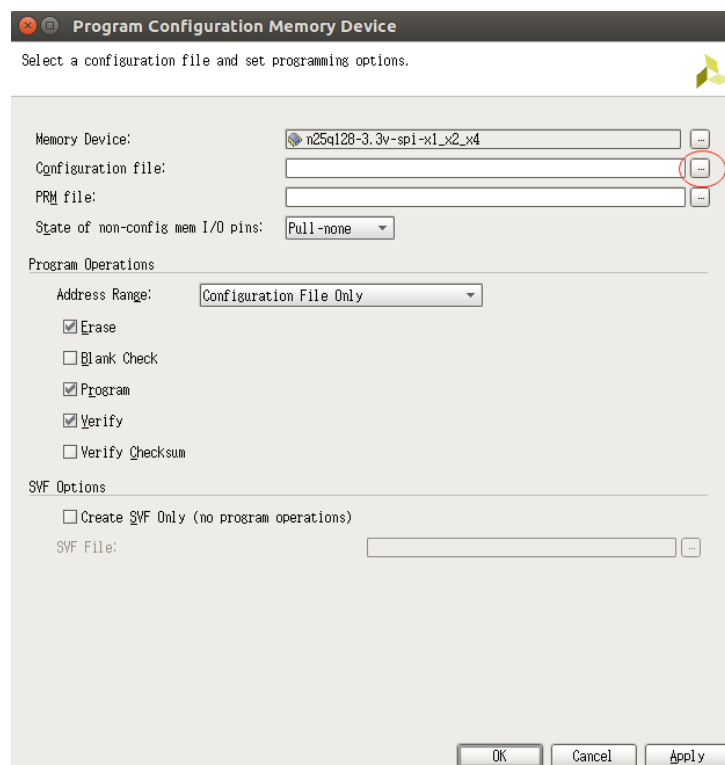 Program Configuration Memory Device
Select a configuration file and set programming options.
Memory Device: n25q128-3.3v-spi-x1_x2_x4 ...
Configuration file: ...
PRM file: ...
State of non-config mem I/O pins: Pull-none
Program Operations
Address Range: Configuration File Only
Erase
Blank Check
Program
Verify
Verify Checksum
SVF Options
Create SVF Only (no program operations)
SVF File: ...
OK Cancel Apply